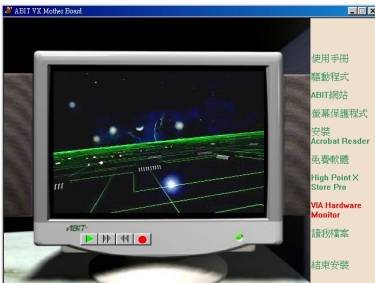 ABIT VX Mother Board
使用手冊
驅動程式
ABIT網站
螢幕保護程式
安裝
Acrobat Reader
免費軟體
High Point X
Store Pro
VIA Hardware
Monitor
讀我檔案
結束安裝
ABIT